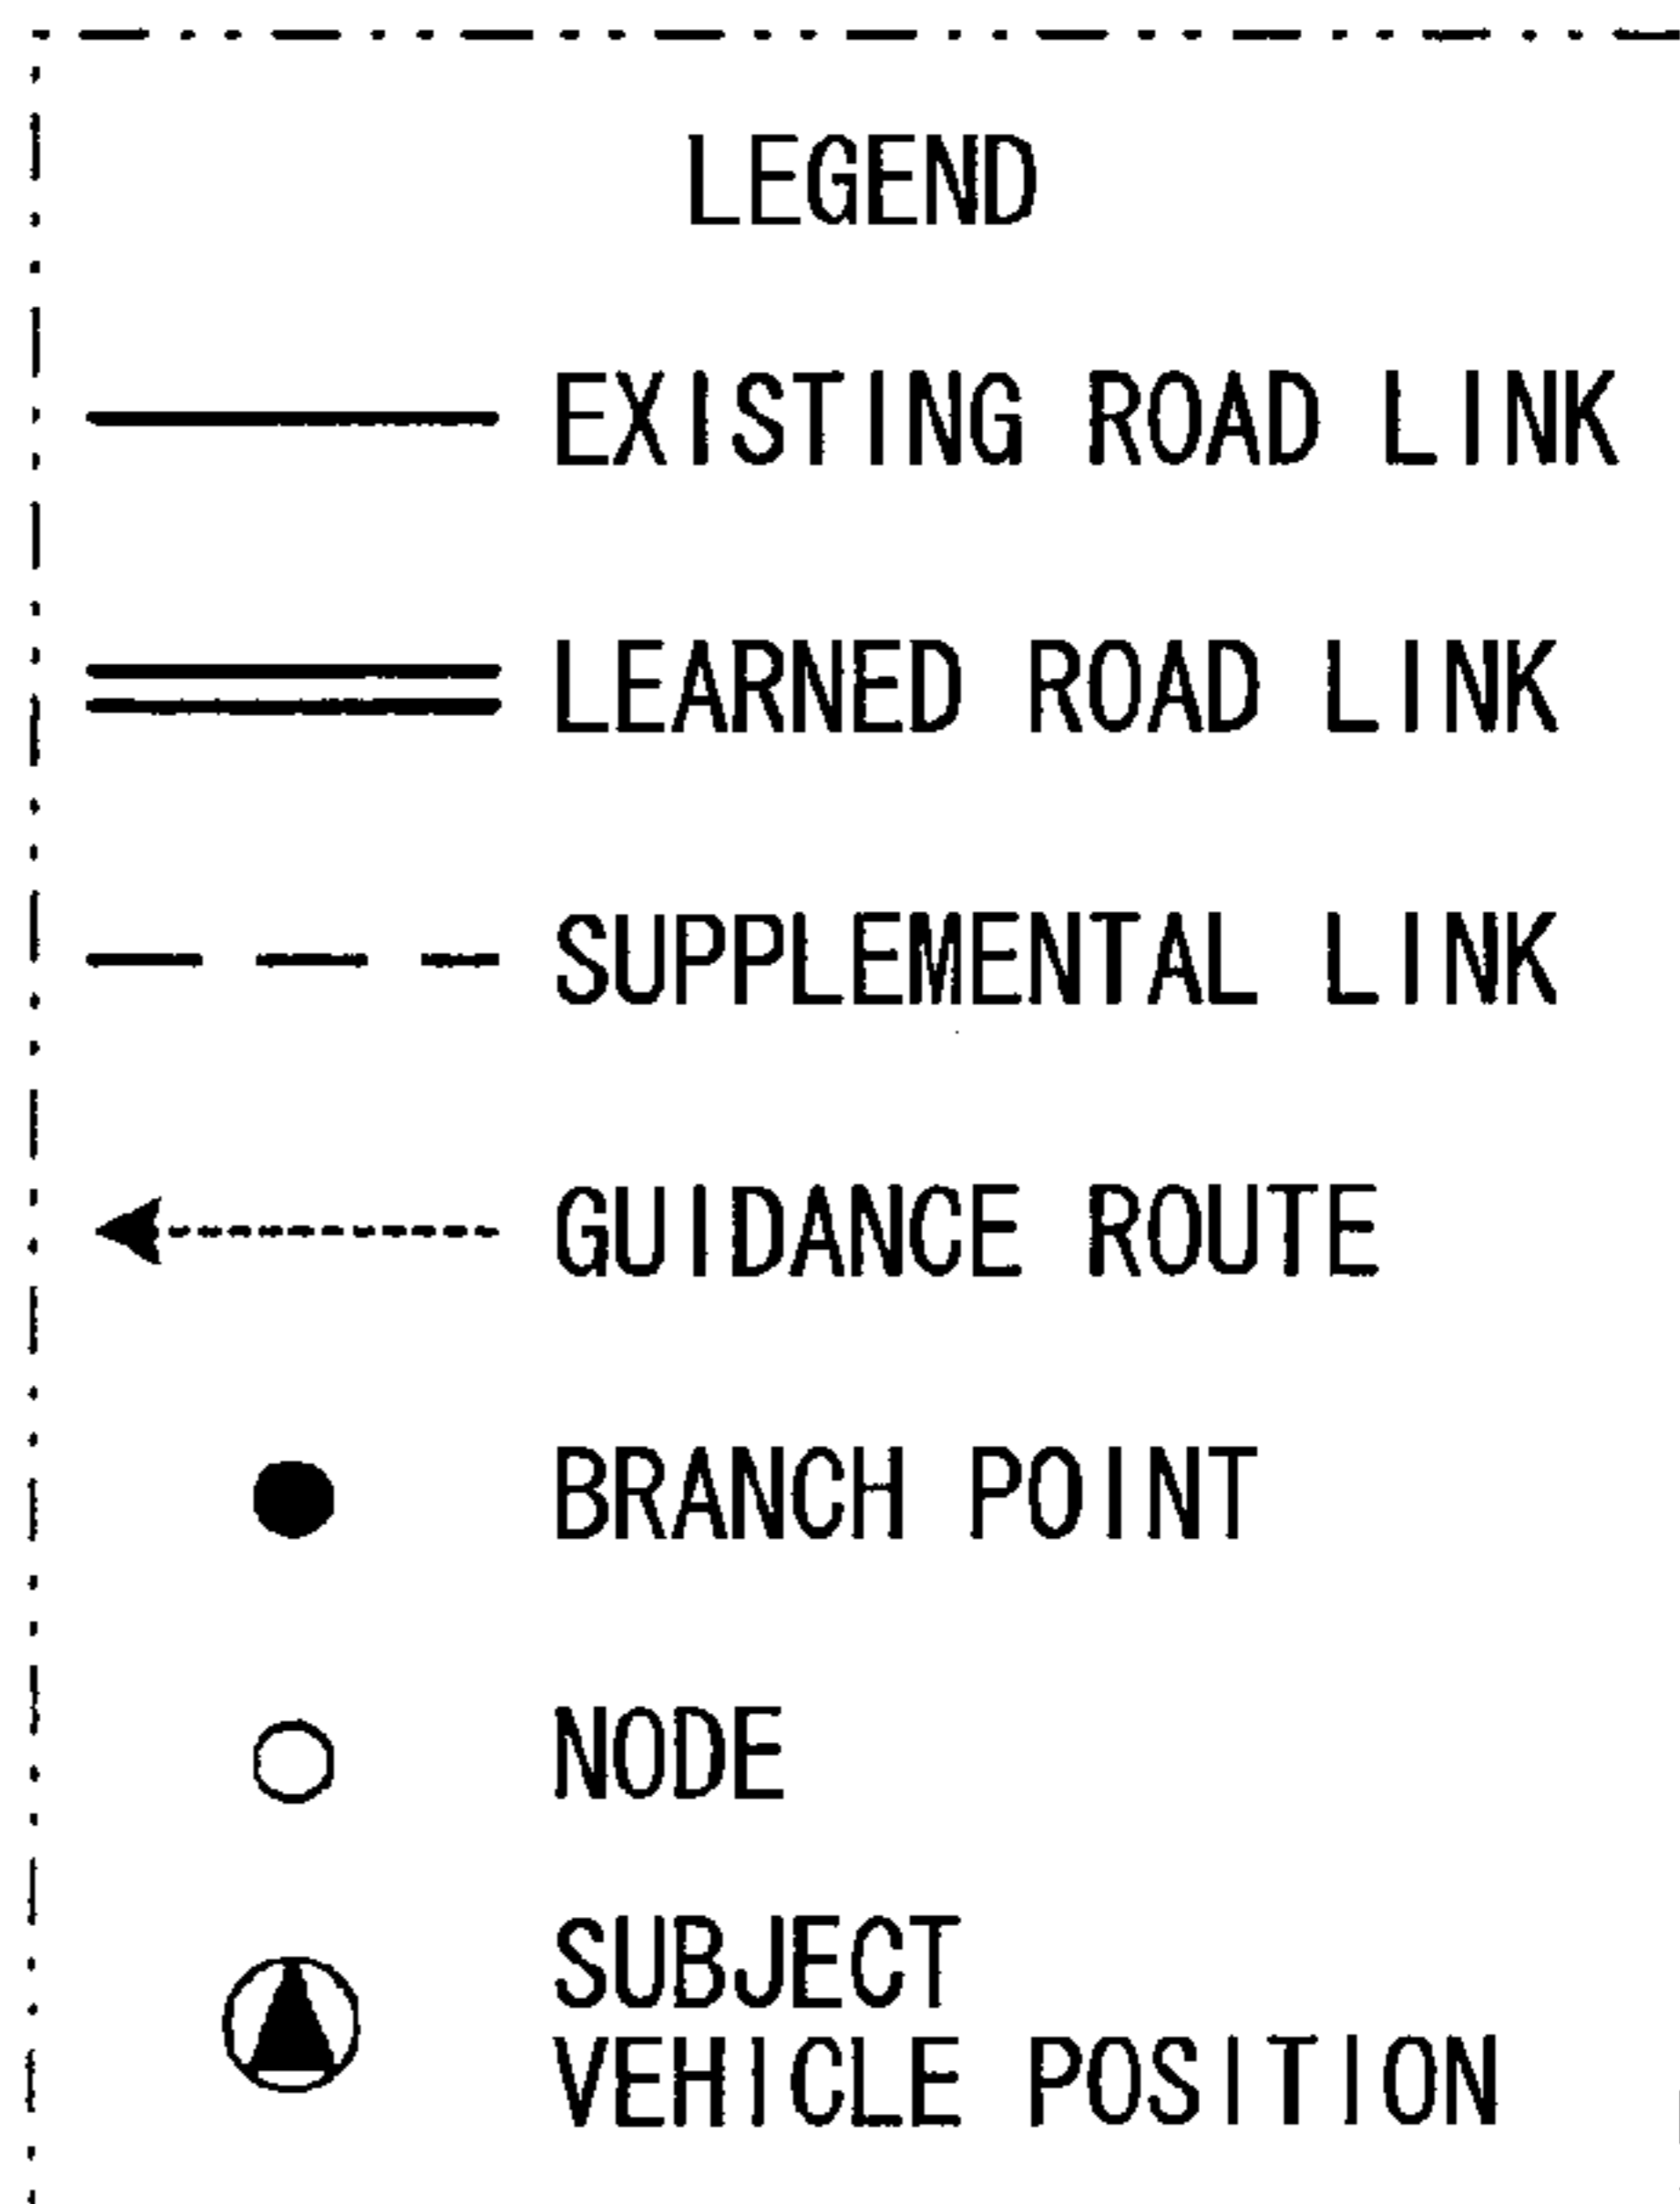 LEGEND
EXISTING ROAD LINK
LEARNED ROAD LINK
SUPPLEMENTAL LINK
GUIDANCE ROUTE
BRANCH POINT
NODE
SUBJECT
VEHICLE POSITION